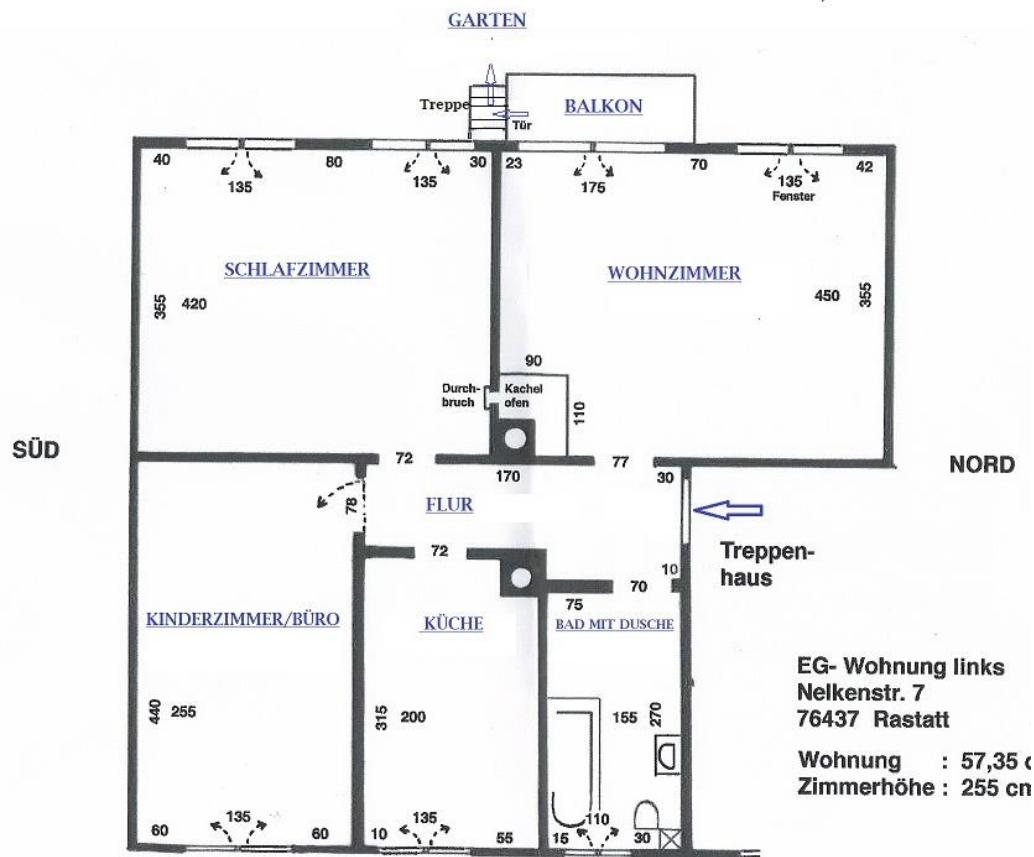 GARTEN
Treppe
BALKON
Tür
40 80 30 23 70 42
135 135 175 135
Fenster
SCHLAFZIMMER
WOHNZIMMER
355 420
450 355
90
Durch-
bruch
Kachel
ofen
110
SÜD
NORD
72 170 77 30
78
FLUR
72
Treppen-
haus
10
70
75
KINDERZIMMER/BÜRO
KÜCHE
BAD MIT DUSCHE
440 255
315 200
155 270
EG- Wohnung links
Nelkenstr. 7
76437 Rastatt
Wohnung : 57,35
Zimmerhöhe : 255 cm
135 135 110
60 60 10 55 15 30